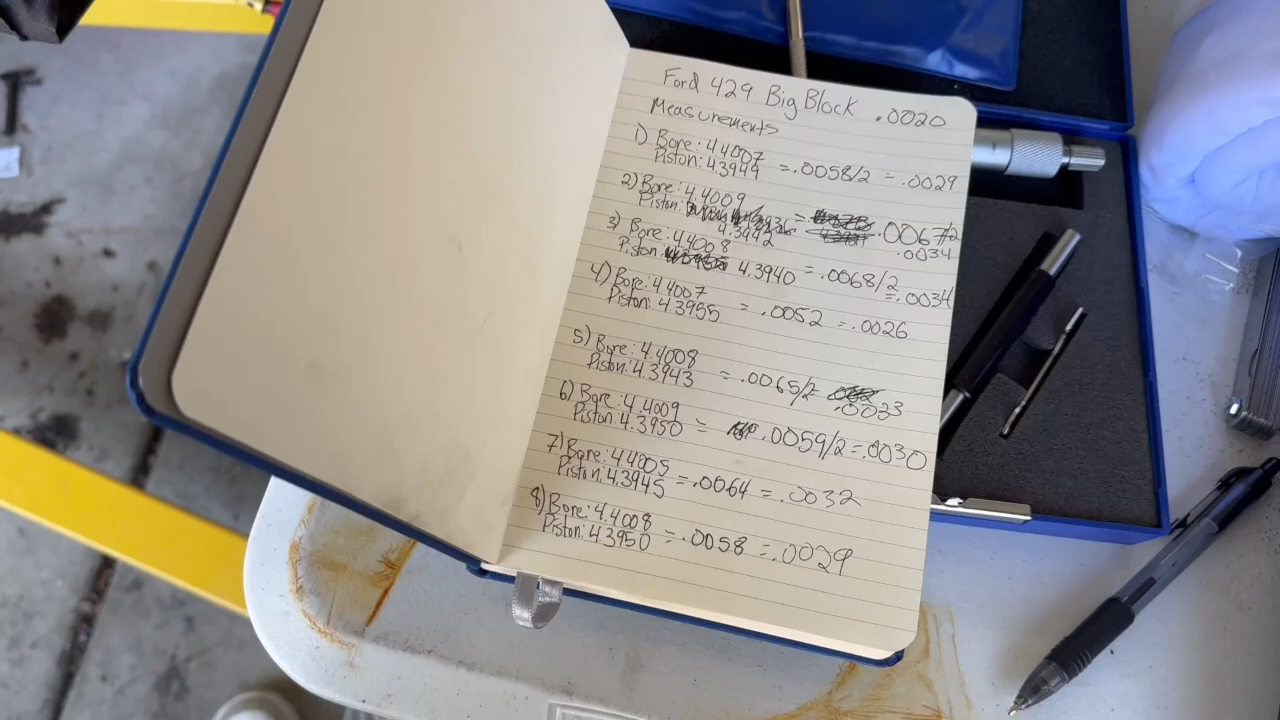 Ford 429 Big Block .0020
Measurements
1) Bore: 4.4007
Piston: 4.3949 = .0058/2 = .0029
2) Bore: 4.4009
Piston: 4.3942 = .0067/2
.0034
3) Bore: 4.4008
Piston: 4.3940 = .0068/2
= .0034
4) Bore: 4.4007
Piston: 4.3955 = .0052 = .0026
5) Bore: 4.4008
Piston: 4.3943 = .0065/2 .0033
6) Bore: 4.4009
Piston: 4.3950 = .0059/2 = .0030
7) Bore: 4.4005
Piston: 4.3945 = .0064 = .0032
8) Bore: 4.4008
Piston: 4.3950 = .0058 = .0029